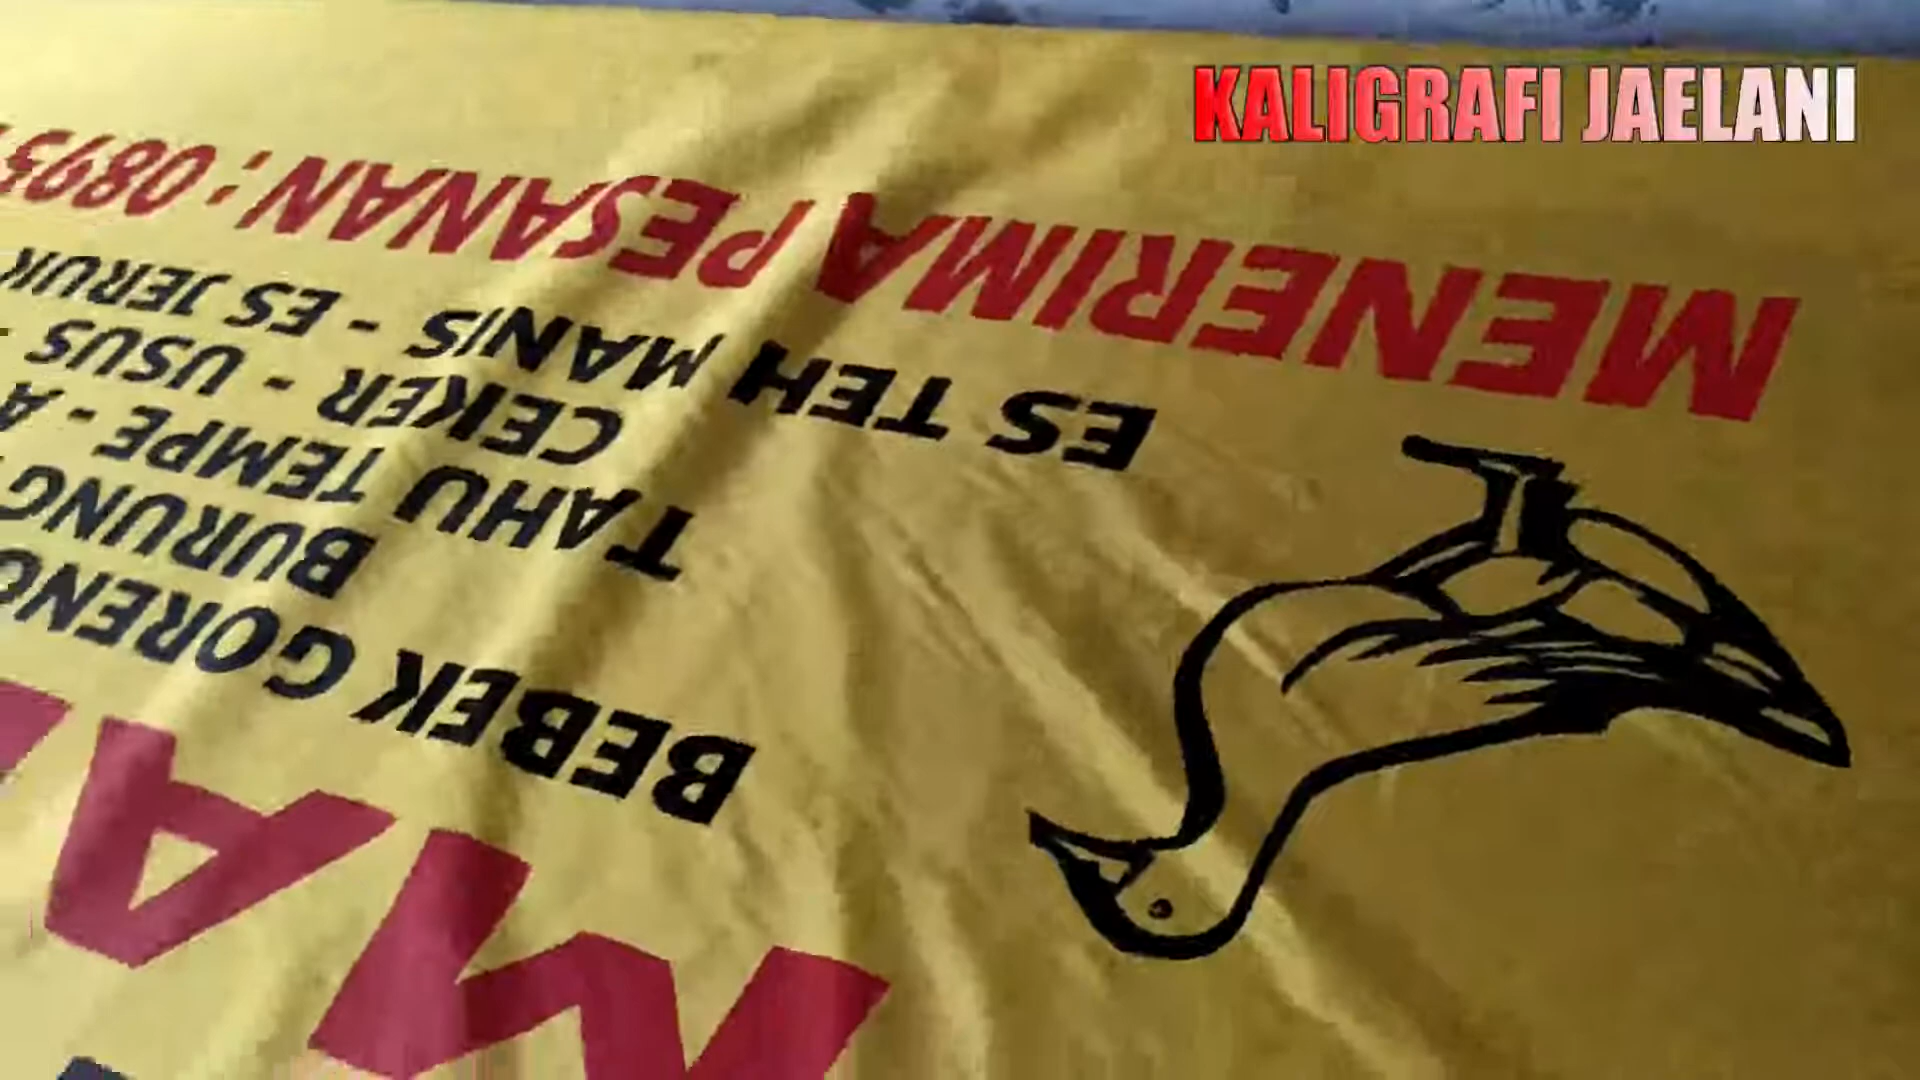 KALIGRAFI JAELANI
BEBEK GORENG
BURUNG
TAHU TEMPE -
CEKER - USUS
ES TEH MANIS - ES JERUK
MENERIMA PESANAN : 0895